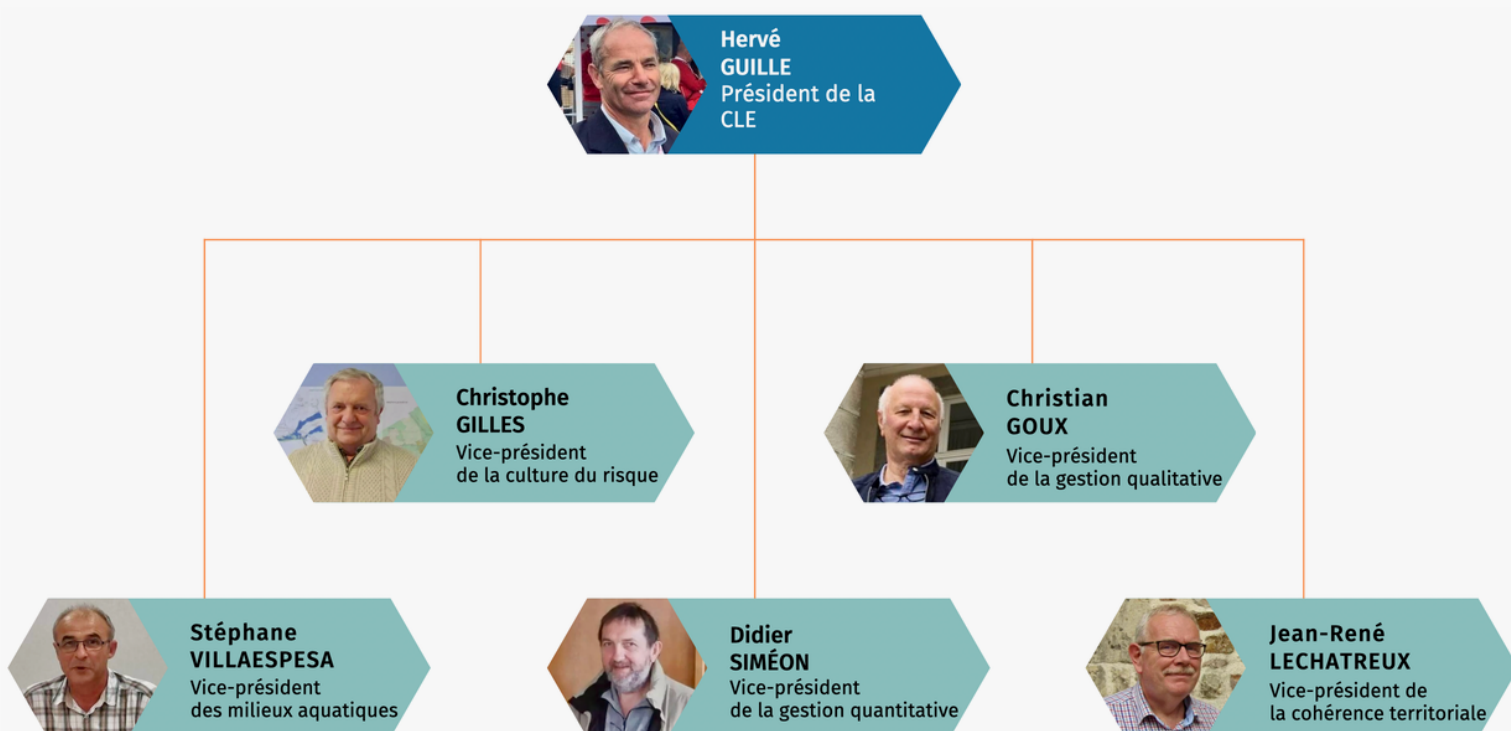 Hervé
GUILLE
Président de la
CLE
Christophe
GILLES
Vice-président
de la culture du risque
Christian
GOUX
Vice-président
de la gestion qualitative
Stéphane
VILLAESPESA
Vice-président
des milieux aquatiques
Didier
SIMÉON
Vice-président
de la gestion quantitative
Jean-René
LECHATREUX
Vice-président de
la cohérence territoriale